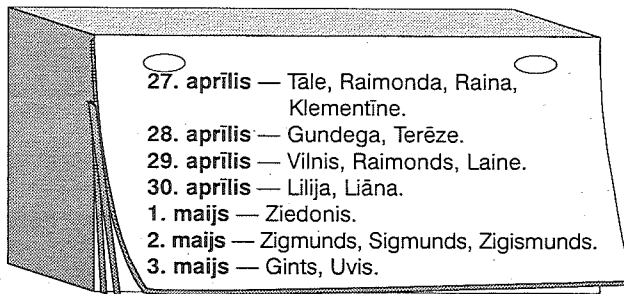 27. aprīlis — Tāle, Raimonda, Raina,
Klementīne.
28. aprīlis — Gundega, Terēze.
29. aprīlis — Vilnis, Raimonds, Laine.
30. aprīlis — Lilija, Liāna.
1. maijs — Ziedonis.
2. maijs — Zigmunds, Sigmunds, Zigismunds.
3. maijs — Gints, Uvis.